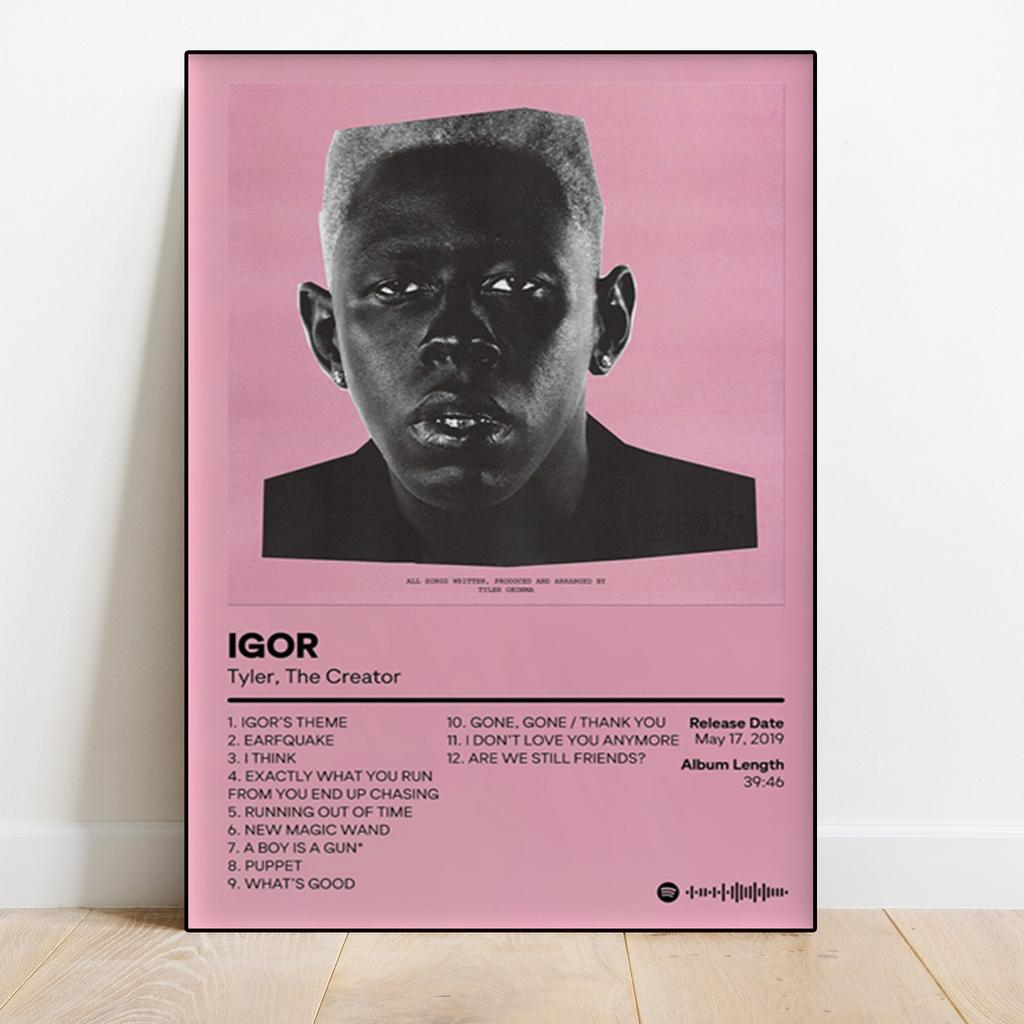 IGOR
ALL SONGS WRITTEN, PRODUCED AND ARRANGED BY
TYLER OKONMA
IGOR
Tyler, The Creator
1. IGOR'S THEME
2. EARFQUAKE
3. I THINK
4. EXACTLY WHAT YOU RUN
FROM YOU END UP CHASING
5. RUNNING OUT OF TIME
6. NEW MAGIC WAND
7. A BOY IS A GUN*
8. PUPPET
9. WHAT'S GOOD
10. GONE, GONE / THANK YOU
11. I DON'T LOVE YOU ANYMORE
12. ARE WE STILL FRIENDS?
Release Date
May 17, 2019
Album Length
39:46